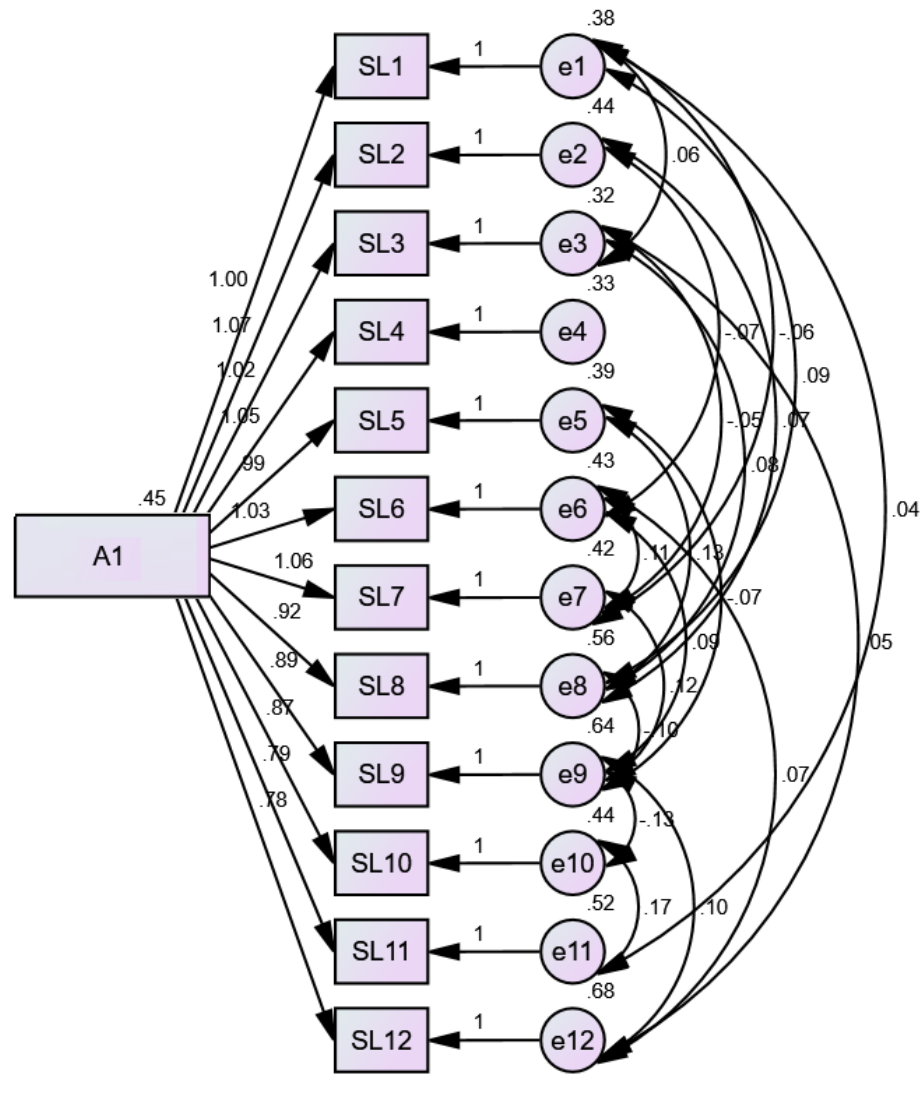 .38
SL1 1 e1
.44
SL2 1 e2 .06
.32
SL3 1 e3
1.00 .33
1.07 SL4 1 e4 -.07 -.06
1.02 .39 .09
1.05 SL5 1 e5 -.05 .07
.99 .43 .08
.45 1.03 SL6 1 e6 .04
A1 1.06 .42 .11 .13
.92 SL7 1 e7 -.07
.56 .09 .05
.89 SL8 1 e8 .12
.87 .64 -.10
.79 SL9 1 e9 .07
.78 .44 -.13
SL10 1 e10
.52 .17 .10
SL11 1 e11
.68
SL12 1 e12